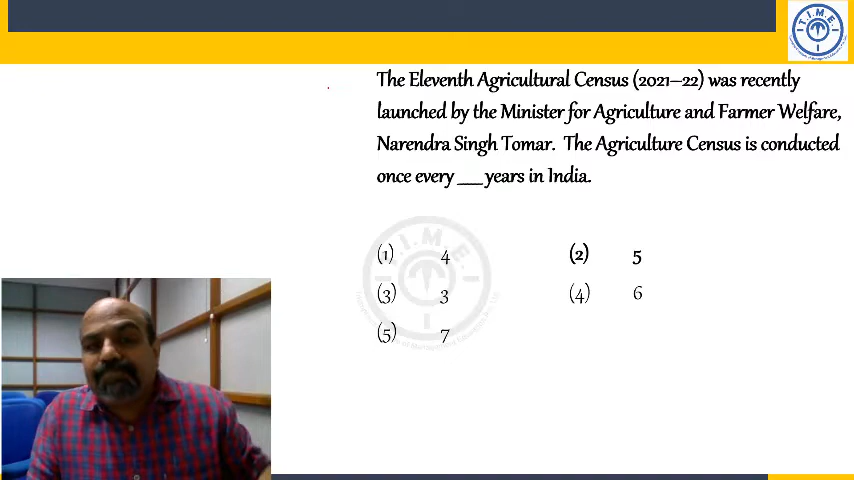 T.I.M.E.
The Eleventh Agricultural Census (2021–22) was recently
launched by the Minister for Agriculture and Farmer Welfare,
Narendra Singh Tomar. The Agriculture Census is conducted
once every ___ years in India.
(1) 4 (2) 5
(3) 3 (4) 6
(5) 7
T.I.M.E.